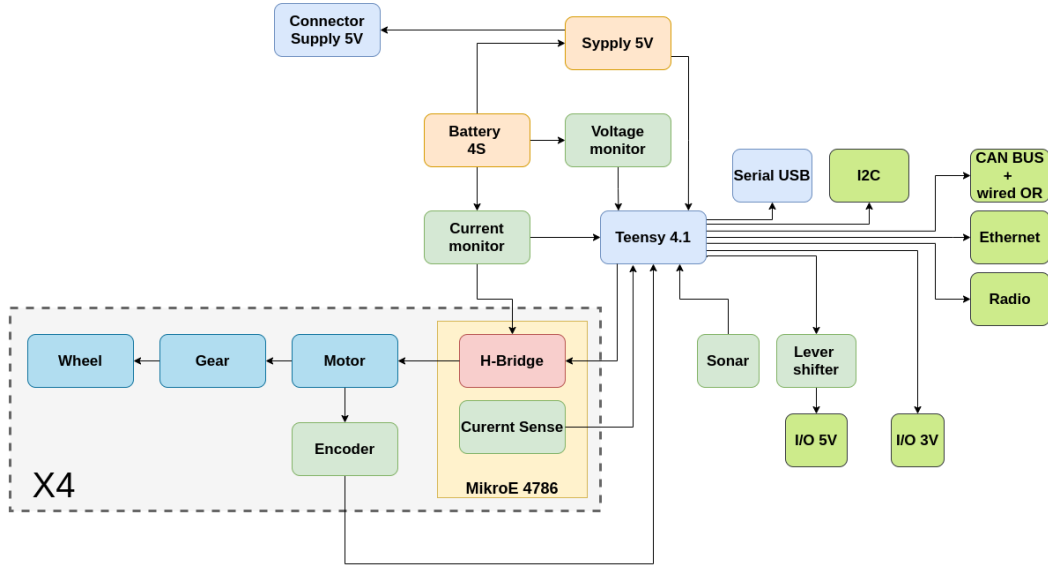 Connector
Supply 5V
Sypply 5V
Battery
4S
Voltage
monitor
Serial USB
I2C
CAN BUS
+
wired OR
Current
monitor
Teensy 4.1
Ethernet
Radio
Wheel
Gear
Motor
H-Bridge
Sonar
Lever
shifter
Curernt Sense
Encoder
I/O 5V
I/O 3V
X4
MikroE 4786